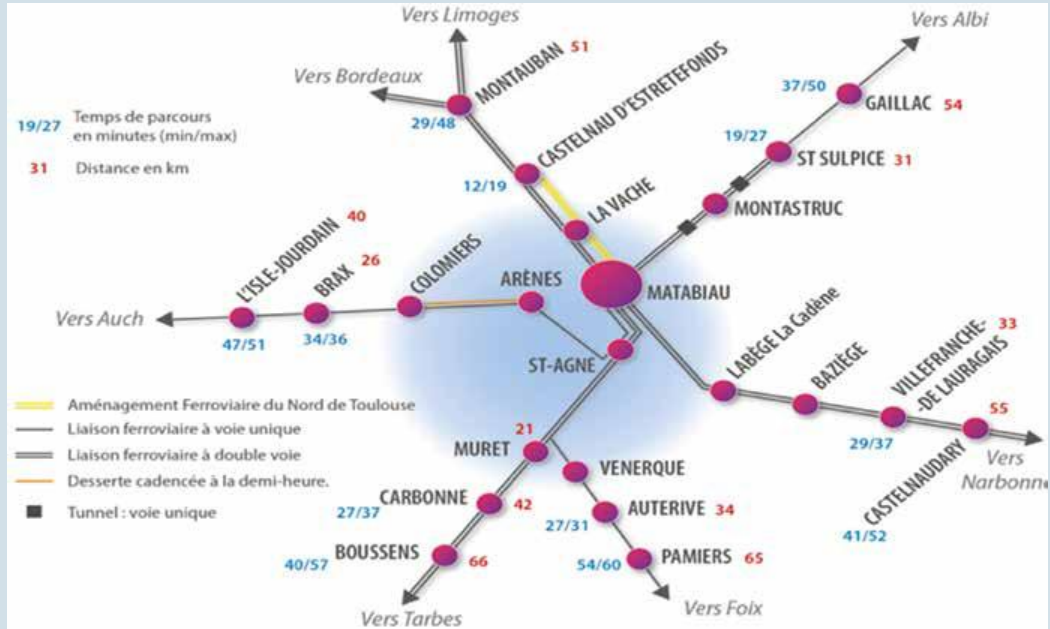 Vers Limoges
Vers Albi
MONTAUBAN 51
Vers Bordeaux
29/48
CASTELNAU D'ESTRETEFONDS
12/19
LA VACHE
37/50
GAILLAC 54
19/27
ST SULPICE 31
MONTASTRUC
19/27 Temps de parcours
en minutes (min/max)
31 Distance en km
L'ISLE-JOURDAIN 40
BRAX 26
COLOMIERS
ARÈNES
MATABIAU
Vers Auch
47/51
34/36
ST-AGNE
LABÈGE La Cadène
BAZIÈGE
VILLEFRANCHE-
-DE LAURAGAIS
33
29/37
55
CASTELNAUDARY
41/52
Vers
Narbonne
Aménagement Ferroviaire du Nord de Toulouse
Liaison ferroviaire à voie unique
Liaison ferroviaire à double voie
Desserte cadencée à la demi-heure.
Tunnel : voie unique
21
MURET
VENERQUE
CARBONNE
27/37
42
AUTERIVE 34
27/31
BOUSSENS
40/57
66
PAMIERS 65
54/60
Vers Tarbes
Vers Foix